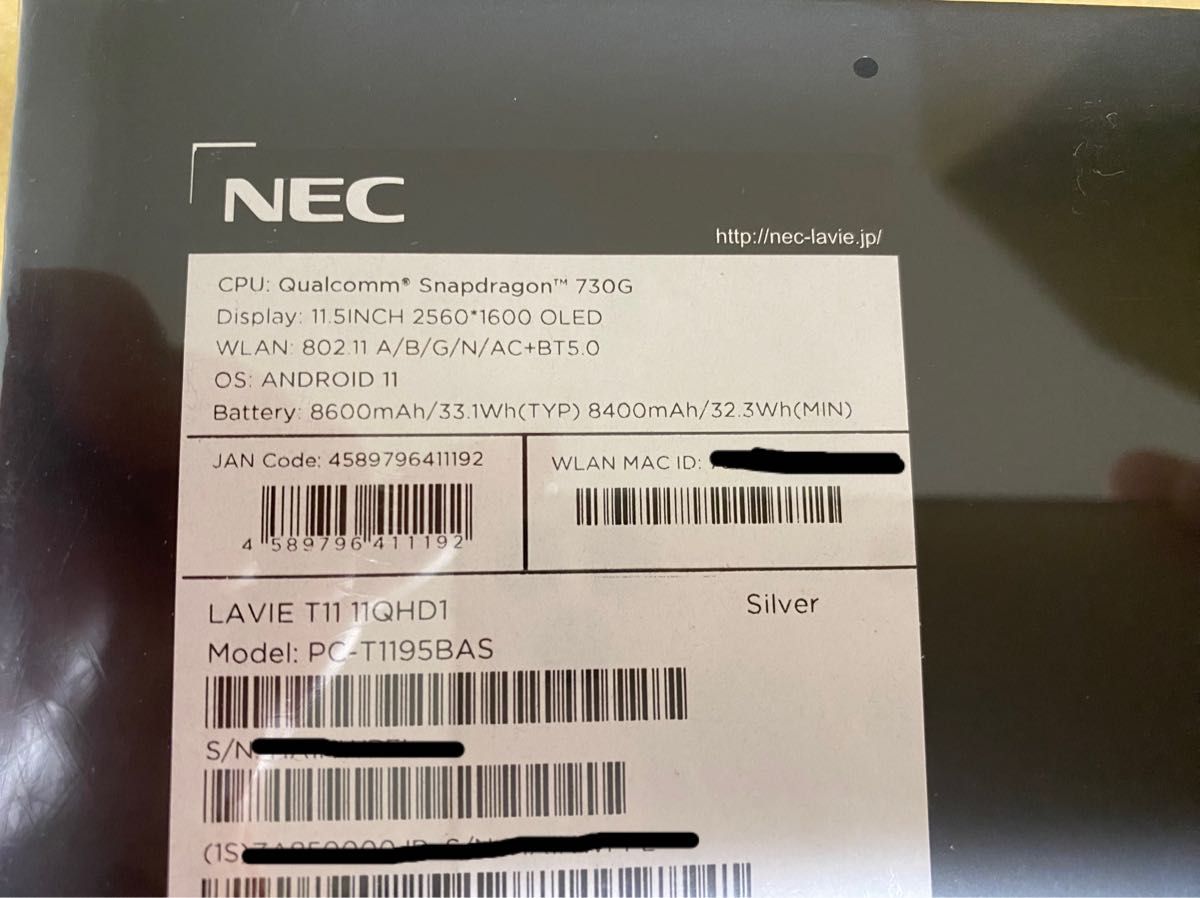 NEC
http://nec-lavie.jp/
CPU: Qualcomm® Snapdragon™ 730G
Display: 11.5INCH 2560*1600 OLED
WLAN: 802.11 A/B/G/N/AC+BT5.0
OS: ANDROID 11
Battery: 8600mAh/33.1Wh(TYP) 8400mAh/32.3Wh(MIN)
JAN Code: 4589796411192
4 589796 411192
WLAN MAC ID:
LAVIE T11 11QHD1
Silver
Model: PC-T1195BAS
S/N
(1S)